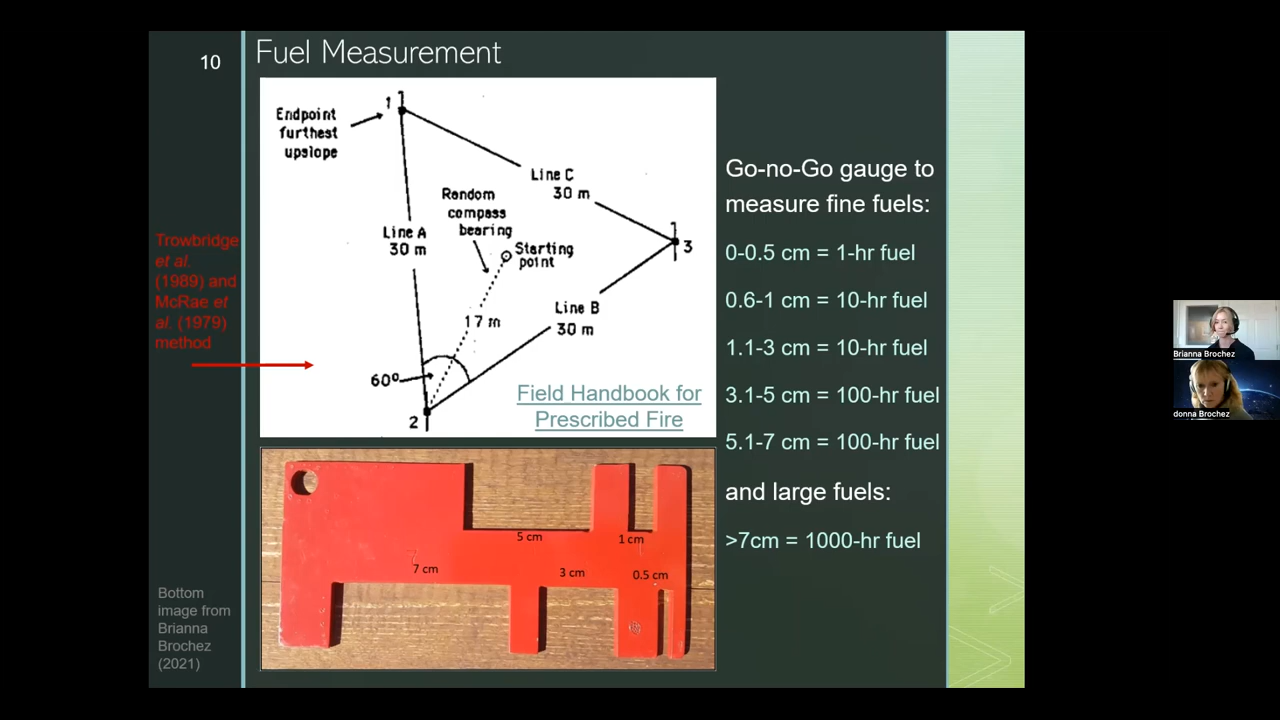 10
Fuel Measurement
1
Endpoint
furthest
upslope
Line C
30 m
Random
compass
bearing
Line A
30 m
Starting
point
3
Line B
30 m
17 m
60º
2
Field Handbook for
Prescribed Fire
Trowbridge
et al.
(1989) and
McRae et
al. (1979)
method
Go-no-Go gauge to
measure fine fuels:
0-0.5 cm = 1-hr fuel
0.6-1 cm = 10-hr fuel
1.1-3 cm = 10-hr fuel
3.1-5 cm = 100-hr fuel
5.1-7 cm = 100-hr fuel
and large fuels:
>7cm = 1000-hr fuel
5 cm
1 cm
7 cm
3 cm
0.5 cm
Bottom
image from
Brianna
Brochez
(2021)
Brianna Brochez
donna Brochez